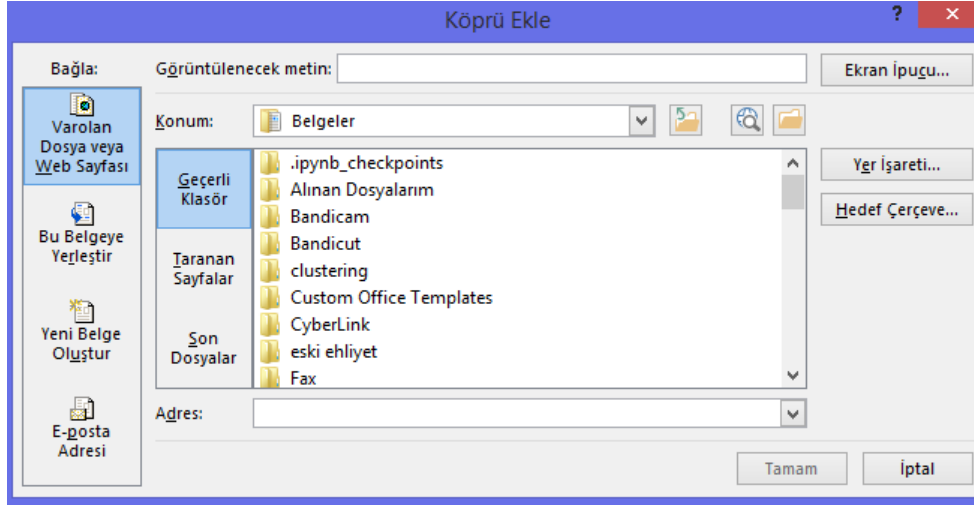 Köprü Ekle
?
Bağla:
Görüntülenecek metin:
Ekran İpucu...
Varolan
Dosya veya
Web Sayfası
Konum:
Belgeler
Geçerli
Klasör
.ipynb_checkpoints
Alınan Dosyalarım
Bandicam
Bandicut
clustering
Custom Office Templates
CyberLink
eski ehliyet
Fax
Yer İşareti...
Hedef Çerçeve...
Bu Belgeye
Yerleştir
Taranan
Sayfalar
Yeni Belge
Oluştur
Son
Dosyalar
E-posta
Adresi
Adres:
Tamam
İptal